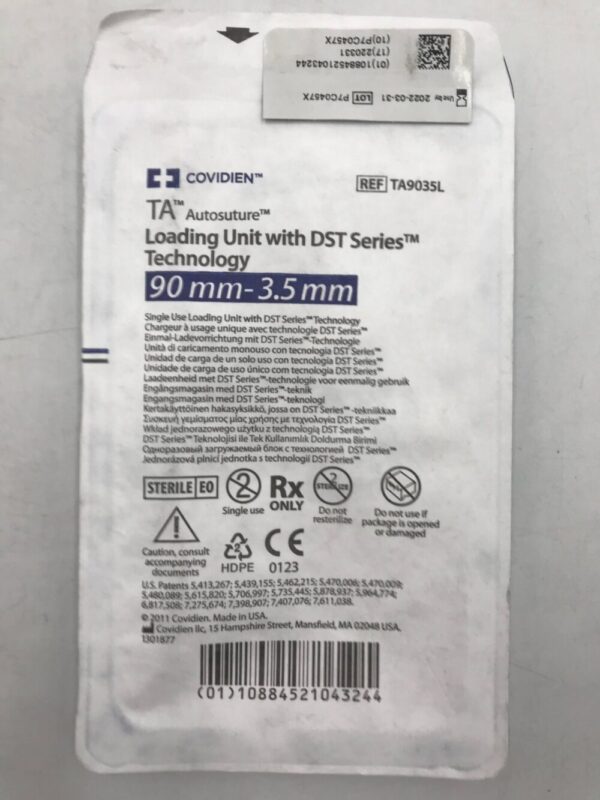 (01)10884521043244
(17)220331
(10)P7C0457X
Use by 2022-03-31 LOT P7C0457X
COVIDIEN™
REF TA9035L
TA™ Autosuture™
Loading Unit with DST Series™
Technology
90 mm-3.5 mm
Single Use Loading Unit with DST Series™ Technology
Chargeur à usage unique avec technologie DST Series™
Einmal-Ladevorrichtung mit DST Series™-Technologie
Unità di caricamento monouso con tecnologia DST Series™
Unidad de carga de un solo uso con tecnología DST Series™
Unidade de carga de uso único com tecnologia DST Series™
Laadeenheid met DST Series™-technologie voor eenmalig gebruik
Engångsmagasin med DST Series™-teknik
Engangsmagasin med DST Series™-teknologi
Kertakäyttöinen hakasyksikkö, jossa on DST Series™ -tekniikkaa
Συσκευή γεμίσματος μίας χρήσης με τεχνολογία DST Series™
Wkład jednorazowego użytku z technologią DST Series™
DST Series™ Teknolojisi ile Tek Kullanımlık Doldurma Birimi
Одноразовый загружаемый блок с технологией DST Series™
Jednorázová plnicí jednotka s technologií DST Series™
STERILE EO
2
Rx
ONLY
STERILIZE
Single use
Do not
resterilize
Do not use if
package is opened
or damaged
Caution, consult
accompanying
documents
2
HDPE
CE
0123
U.S. Patents 5,413,267; 5,439,155; 5,462,215; 5,470,006; 5,470,009;
5,480,089; 5,615,820; 5,706,997; 5,735,445; 5,878,937; 5,964,774;
6,817,508; 7,275,674; 7,398,907; 7,407,076; 7,611,038.
© 2011 Covidien. Made in USA.
Covidien llc, 15 Hampshire Street, Mansfield, MA 02048 USA.
1301877
(01)10884521043244